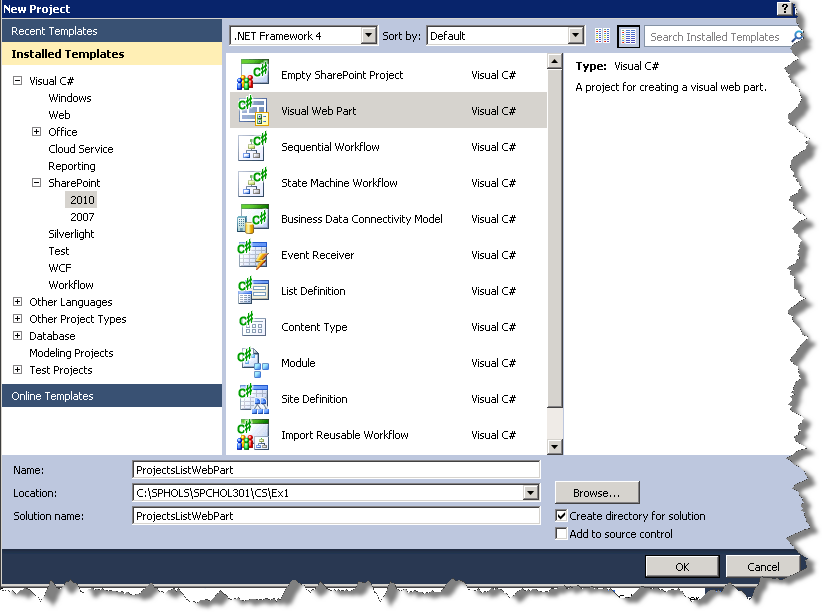 New Project
?
Recent Templates
.NET Framework 4
Sort by:
Default
Search Installed Templates
Installed Templates
Visual C#
Windows
Web
Office
Cloud Service
Reporting
SharePoint
2010
2007
Silverlight
Test
WCF
Workflow
Other Languages
Other Project Types
Database
Modeling Projects
Test Projects
Online Templates
Empty SharePoint Project Visual C#
Visual Web Part Visual C#
Sequential Workflow Visual C#
State Machine Workflow Visual C#
Business Data Connectivity Model Visual C#
Event Receiver Visual C#
List Definition Visual C#
Content Type Visual C#
Module Visual C#
Site Definition Visual C#
Import Reusable Workflow Visual C#
Type: Visual C#
A project for creating a visual web part.
Name: ProjectsListWebPart
Location: C:\SPHOLS\SPCHOL301\CS\Ex1
Browse...
Solution name: ProjectsListWebPart
Create directory for solution
Add to source control
OK
Cancel